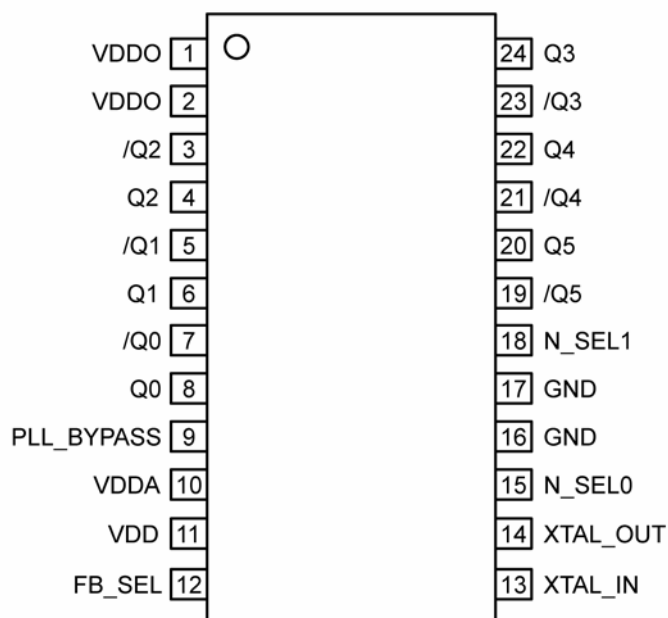 VDDO 1 24 Q3
VDDO 2 23 /Q3
/Q2 3 22 Q4
Q2 4 21 /Q4
/Q1 5 20 Q5
Q1 6 19 /Q5
/Q0 7 18 N_SEL1
Q0 8 17 GND
PLL_BYPASS 9 16 GND
VDDA 10 15 N_SEL0
VDD 11 14 XTAL_OUT
FB_SEL 12 13 XTAL_IN